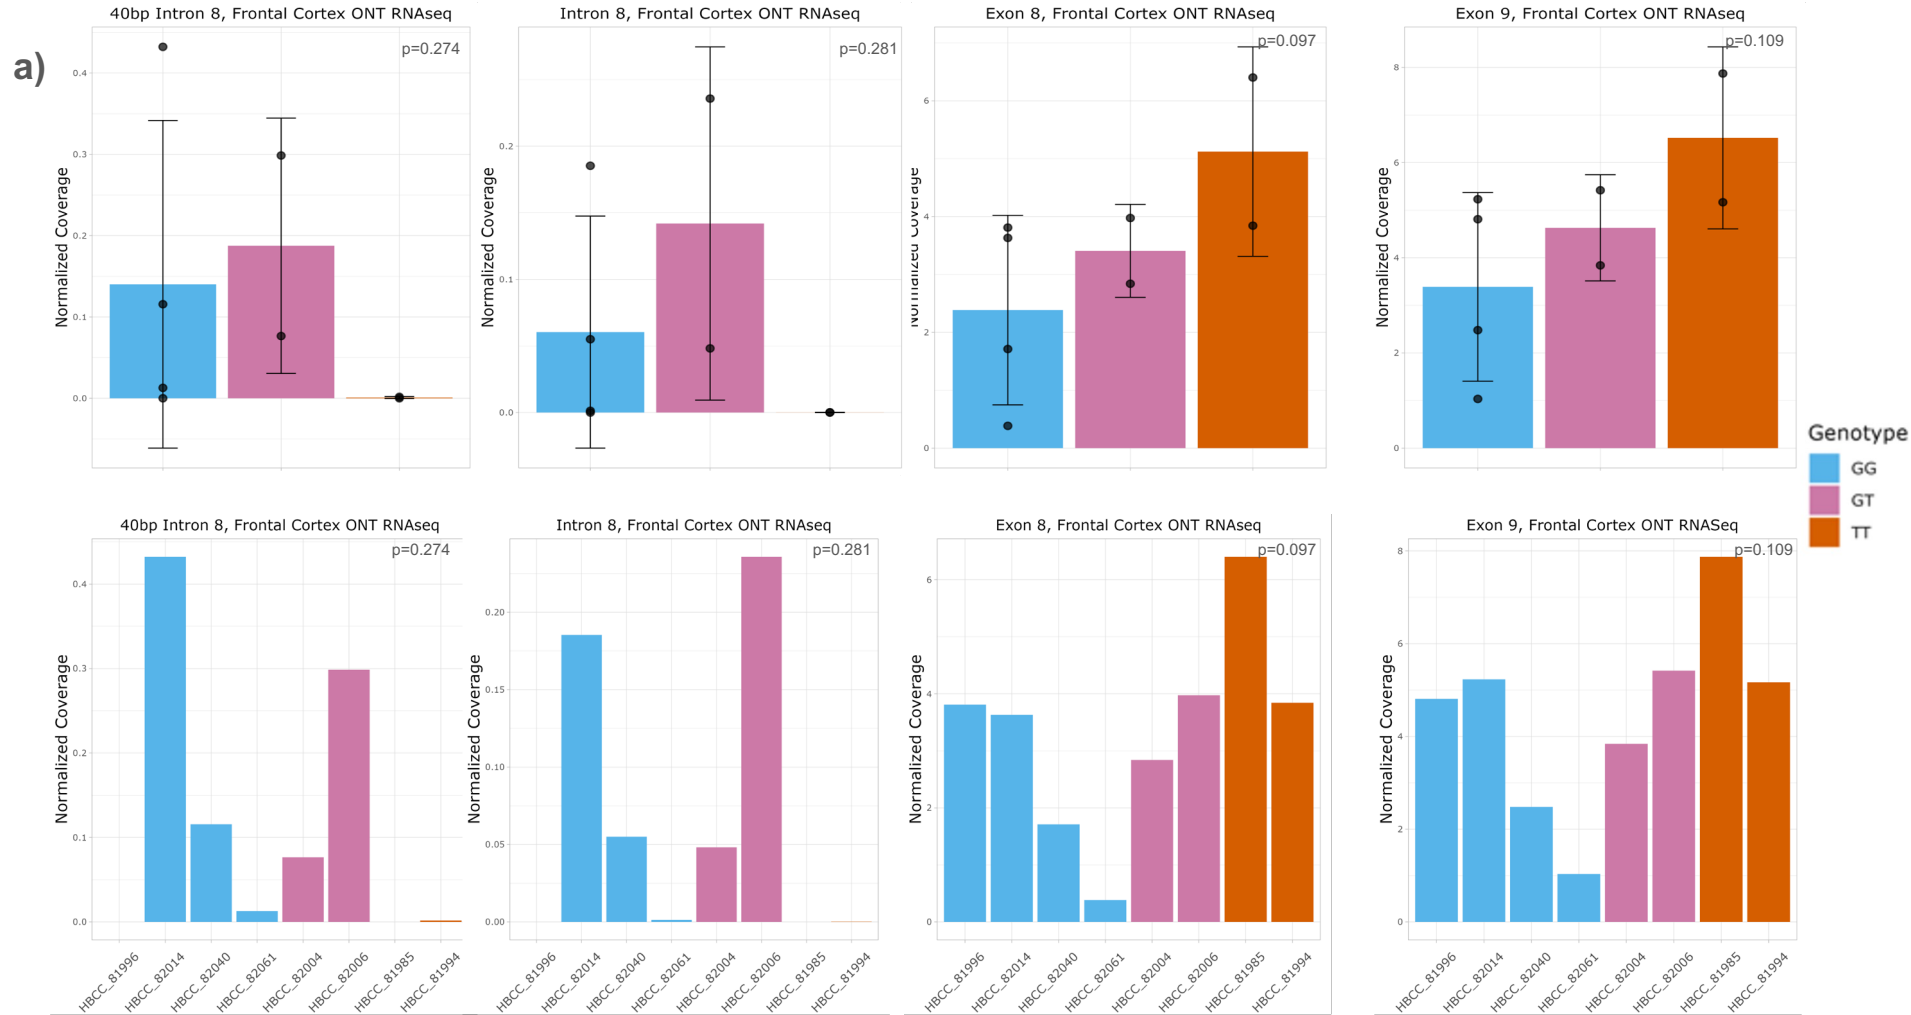 a)
40bp Intron 8, Frontal Cortex ONT RNAseq
p=0.274
Normalized Coverage
0.4
0.3
0.2
0.1
0.0
Intron 8, Frontal Cortex ONT RNAseq
p=0.281
Normalized Coverage
0.2
0.1
0.0
Exon 8, Frontal Cortex ONT RNAseq
p=0.097
Normalized Coverage
6
4
2
0
Exon 9, Frontal Cortex ONT RNAseq
p=0.109
Normalized Coverage
8
6
4
2
0
Genotype
GG
GT
TT
40bp Intron 8, Frontal Cortex ONT RNAseq
p=0.274
Normalized Coverage
0.4
0.3
0.2
0.1
0.0
HBCC_81996
HBCC_82014
HBCC_82040
HBCC_82061
HBCC_82004
HBCC_82006
HBCC_81985
HBCC_81994
Intron 8, Frontal Cortex ONT RNAseq
p=0.281
Normalized Coverage
0.20
0.15
0.10
0.05
0.00
HBCC_81996
HBCC_82014
HBCC_82040
HBCC_82061
HBCC_82004
HBCC_82006
HBCC_81985
HBCC_81994
Exon 8, Frontal Cortex ONT RNAseq
p=0.097
Normalized Coverage
6
4
2
0
HBCC_81996
HBCC_82014
HBCC_82040
HBCC_82061
HBCC_82004
HBCC_82006
HBCC_81985
HBCC_81994
Exon 9, Frontal Cortex ONT RNASeq
p=0.109
Normalized Coverage
8
6
4
2
0
HBCC_81996
HBCC_82014
HBCC_82040
HBCC_82061
HBCC_82004
HBCC_82006
HBCC_81985
HBCC_81994